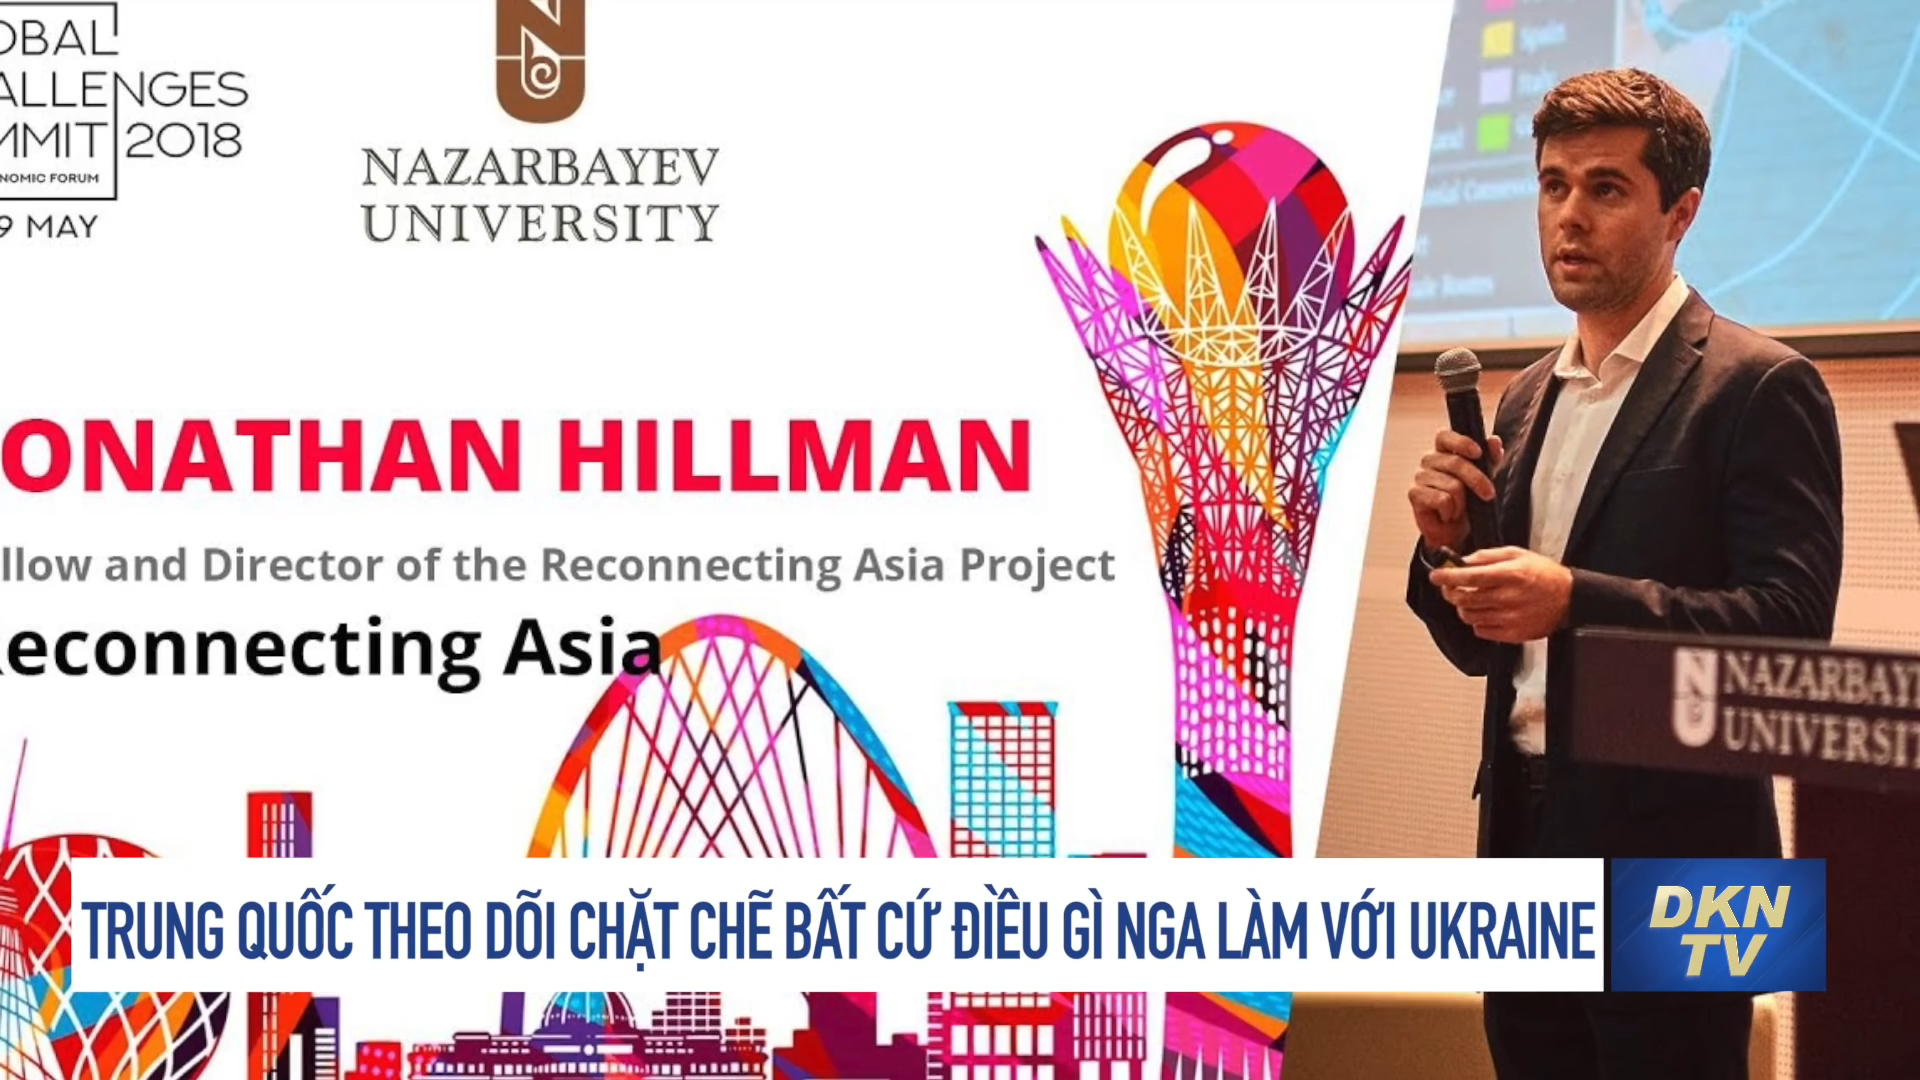 OBAL
ALLENGES
MMIT 2018
NOMIC FORUM
9 MAY
NAZARBAYEV
UNIVERSITY
ONATHAN HILLMAN
llow and Director of the Reconnecting Asia Project
econnecting Asia
Spain
Italy
NAZARBAY
UNIVERSIT
TRUNG QUỐC THEO DÕI CHẶT CHẼ BẤT CỨ ĐIỀU GÌ NGA LÀM VỚI UKRAINE
DKN
TV